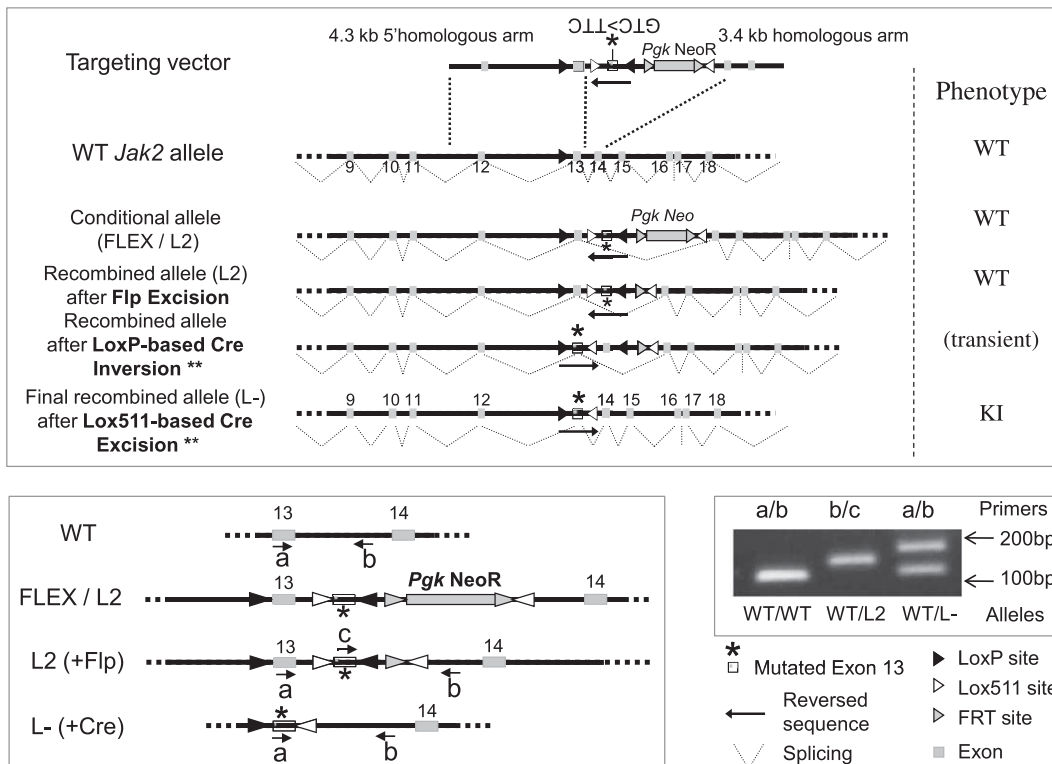 GTC>TTC
4.3 kb 5'homologous arm
*
3.4 kb homologous arm
Pgk NeoR
Targeting vector
Phenotype
WT Jak2 allele
WT
9 10 11 12 13 14 15 16 17 18
Conditional allele
(FLEX / L2)
Pgk Neo
WT
*
Recombined allele (L2)
after Flp Excision
WT
*
Recombined allele
after LoxP-based Cre
Inversion **
*
(transient)
Final recombined allele (L-)
after Lox511-based Cre
Excision **
9 10 11 12 * 14 15 16 17 18
KI
WT
13 14
a b
FLEX / L2
13 Pgk NeoR 14
*
L2 (+Flp)
13 c 14
a * b
L- (+Cre)
* 14
a b
a/b b/c a/b Primers
200bp
100bp
WT/WT WT/L2 WT/L- Alleles
*
Mutated Exon 13
Reversed
sequence
Splicing
LoxP site
Lox511 site
FRT site
Exon